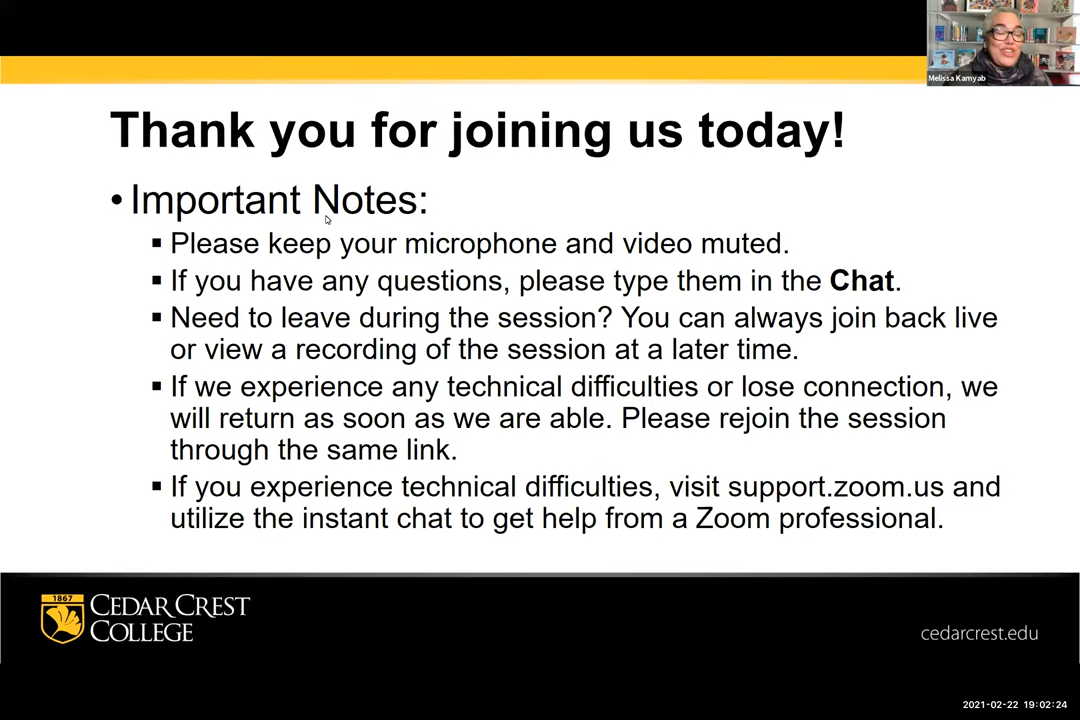 Melissa Kamyab
Thank you for joining us today!
• Important Notes:
▪ Please keep your microphone and video muted.
▪ If you have any questions, please type them in the Chat.
▪ Need to leave during the session? You can always join back live
or view a recording of the session at a later time.
▪ If we experience any technical difficulties or lose connection, we
will return as soon as we are able. Please rejoin the session
through the same link.
▪ If you experience technical difficulties, visit support.zoom.us and
utilize the instant chat to get help from a Zoom professional.
1867
CEDAR CREST
COLLEGE
cedarcrest.edu
2021-02-22 19:02:24